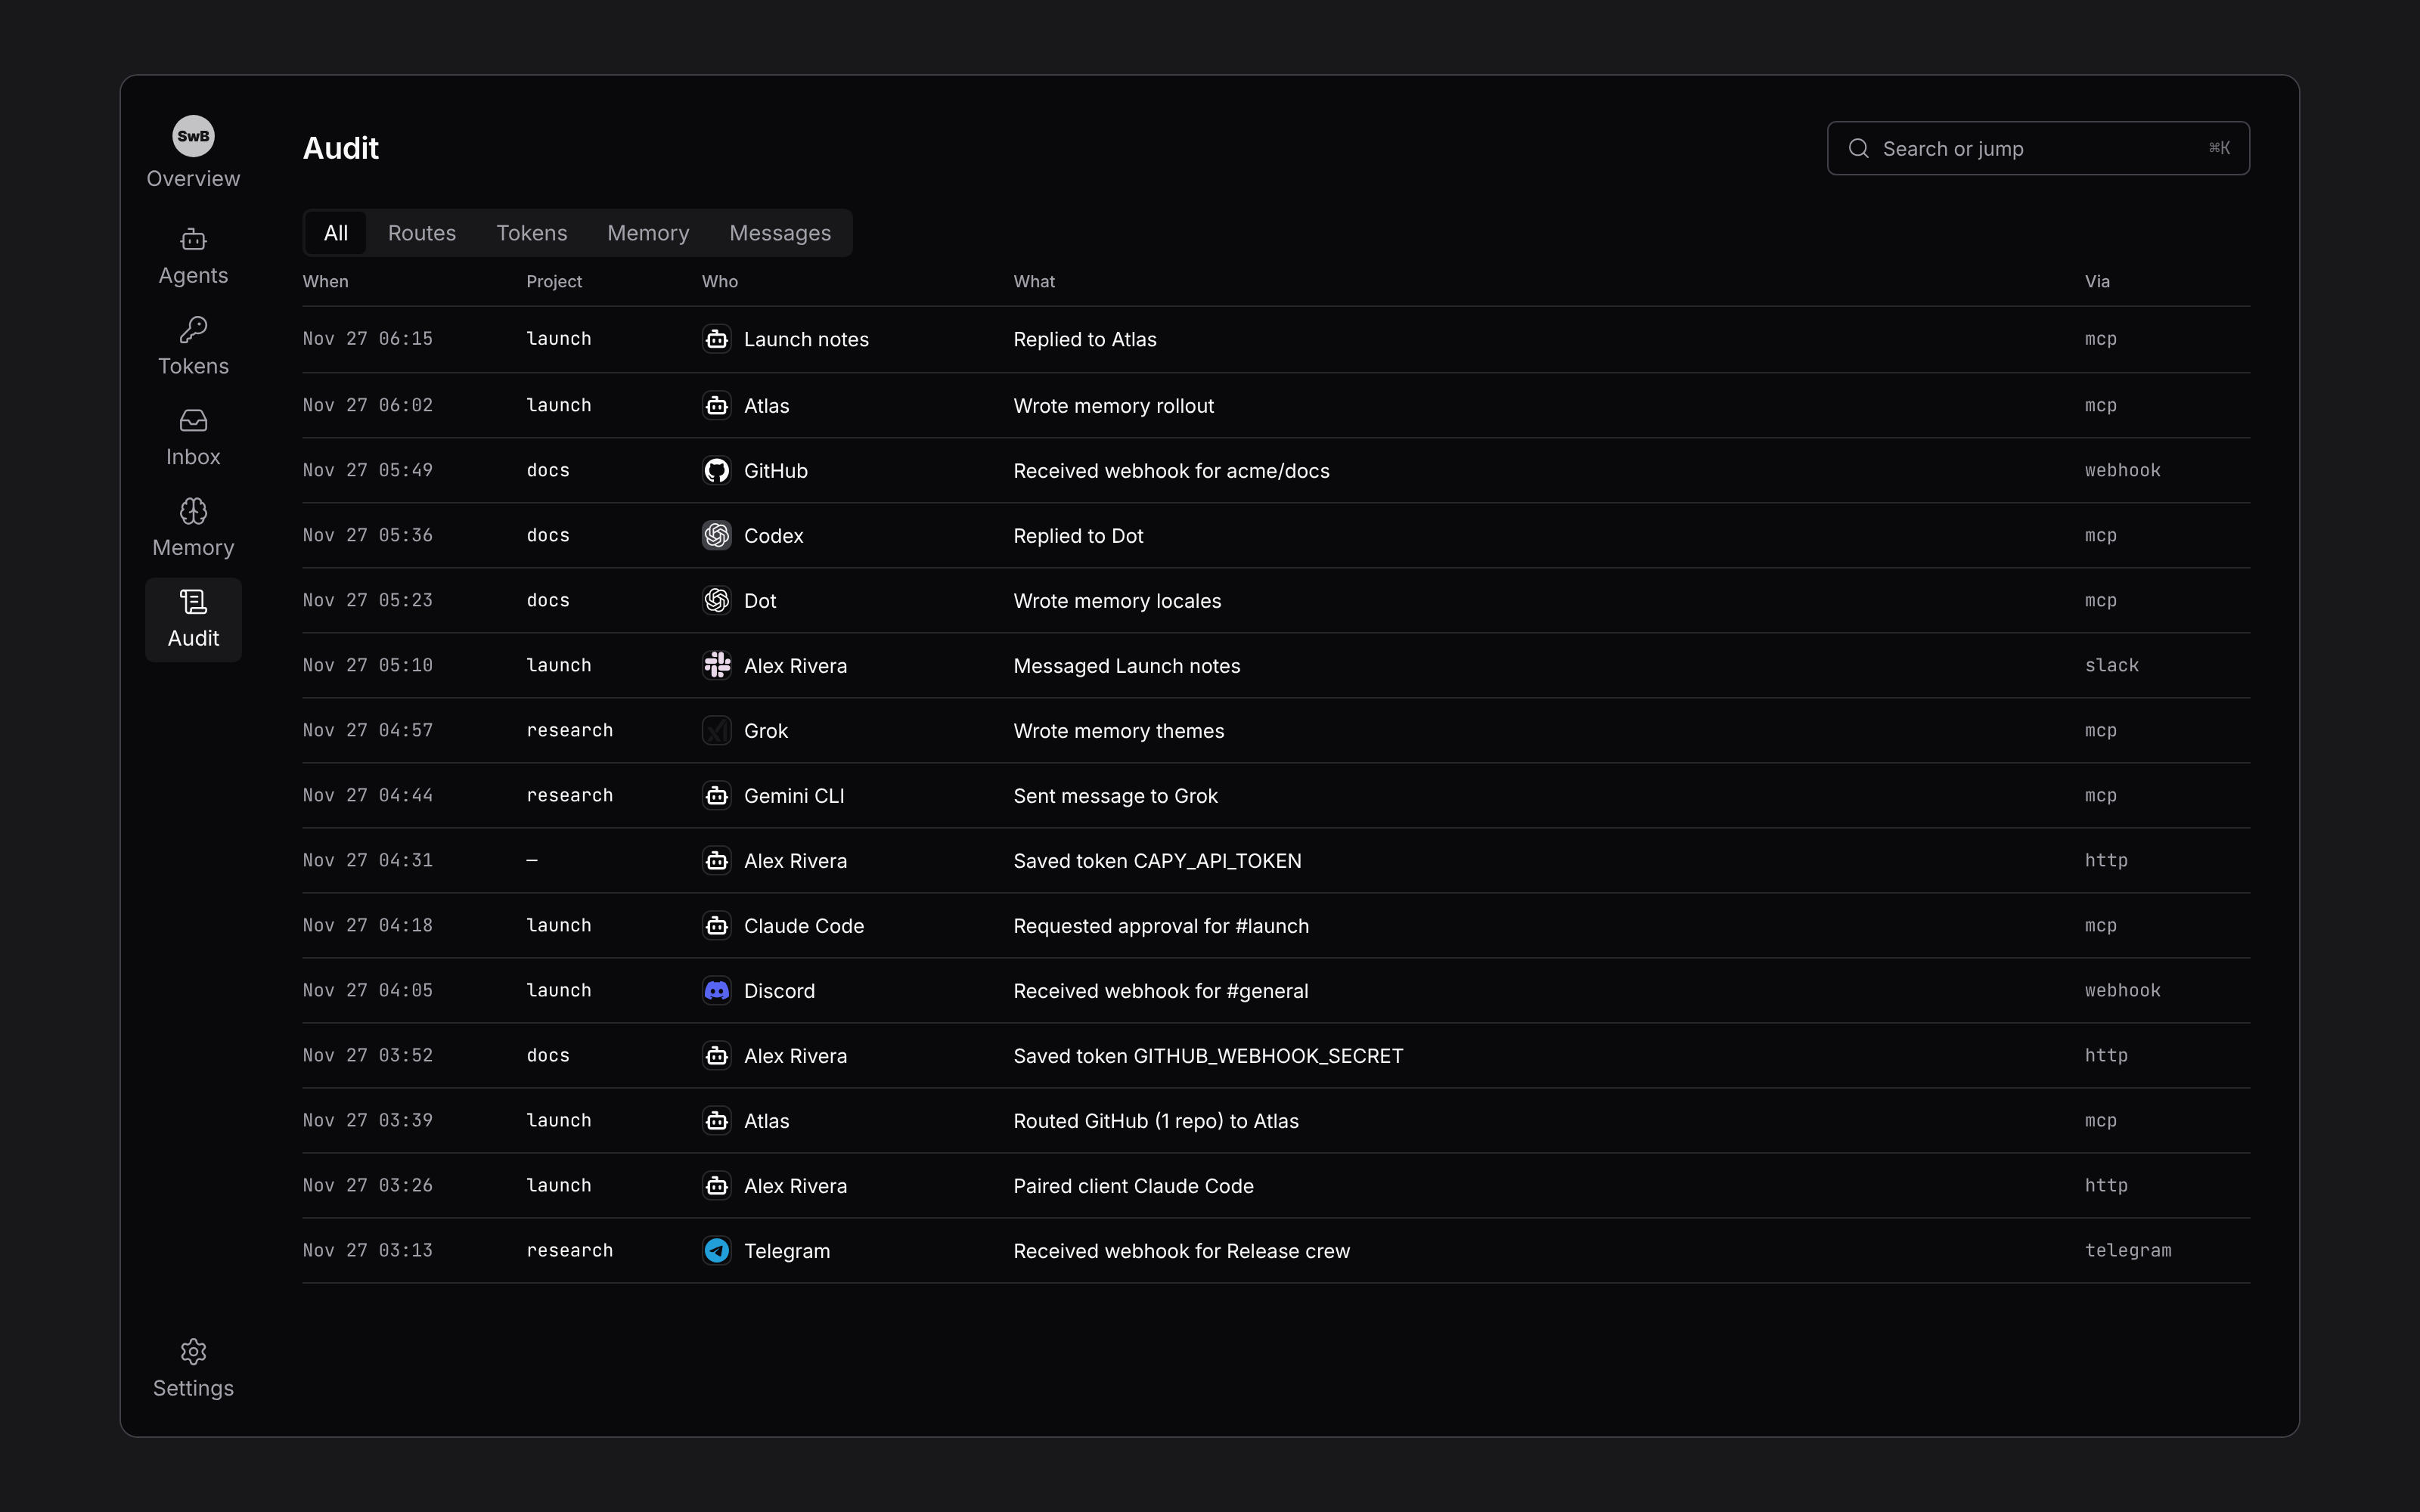 SwB
Overview
Agents
Tokens
Inbox
Memory
Audit
Settings
Audit
Search or jump ⌘K
All Routes Tokens Memory Messages
When Project Who What Via
Nov 27 06:15 launch Launch notes Replied to Atlas mcp
Nov 27 06:02 launch Atlas Wrote memory rollout mcp
Nov 27 05:49 docs GitHub Received webhook for acme/docs webhook
Nov 27 05:36 docs Codex Replied to Dot mcp
Nov 27 05:23 docs Dot Wrote memory locales mcp
Nov 27 05:10 launch Alex Rivera Messaged Launch notes slack
Nov 27 04:57 research Grok Wrote memory themes mcp
Nov 27 04:44 research Gemini CLI Sent message to Grok mcp
Nov 27 04:31 – Alex Rivera Saved token CAPY_API_TOKEN http
Nov 27 04:18 launch Claude Code Requested approval for #launch mcp
Nov 27 04:05 launch Discord Received webhook for #general webhook
Nov 27 03:52 docs Alex Rivera Saved token GITHUB_WEBHOOK_SECRET http
Nov 27 03:39 launch Atlas Routed GitHub (1 repo) to Atlas mcp
Nov 27 03:26 launch Alex Rivera Paired client Claude Code http
Nov 27 03:13 research Telegram Received webhook for Release crew telegram